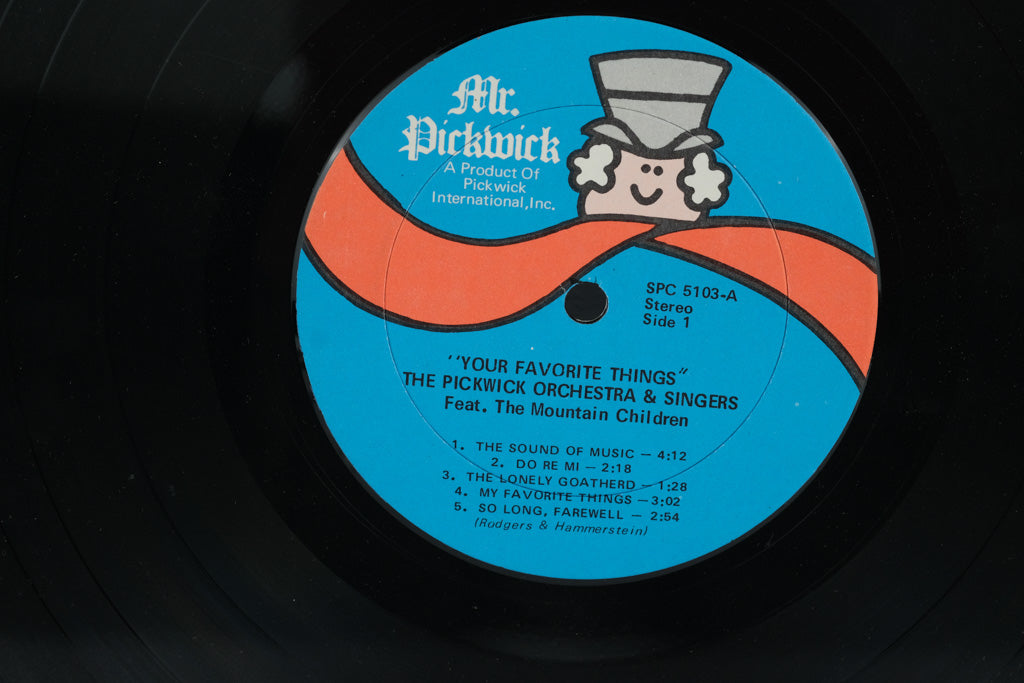 Mr.
Pickwick
A Product Of
Pickwick
International, Inc.
SPC 5103-A
Stereo
Side 1
''YOUR FAVORITE THINGS"
THE PICKWICK ORCHESTRA & SINGERS
Feat. The Mountain Children
1. THE SOUND OF MUSIC — 4:12
2. DO RE MI — 2:18
3. THE LONELY GOATHERD — 1:28
4. MY FAVORITE THINGS —3:02
5. SO LONG, FAREWELL — 2:54
(Rodgers & Hammerstein)